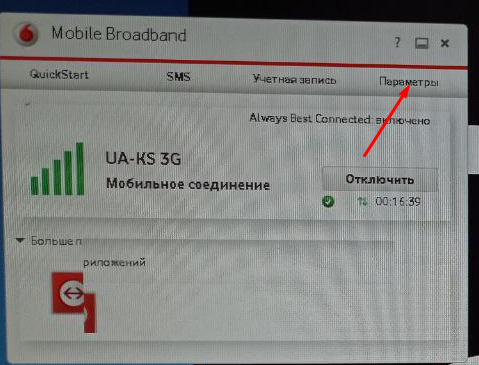 Mobile Broadband
?
QuickStart SMS Учетная запись Параметры
Always Best Connected: включено
UA-KS 3G
Мобильное соединение
Отключить
00:16:39
Больше п
риложений